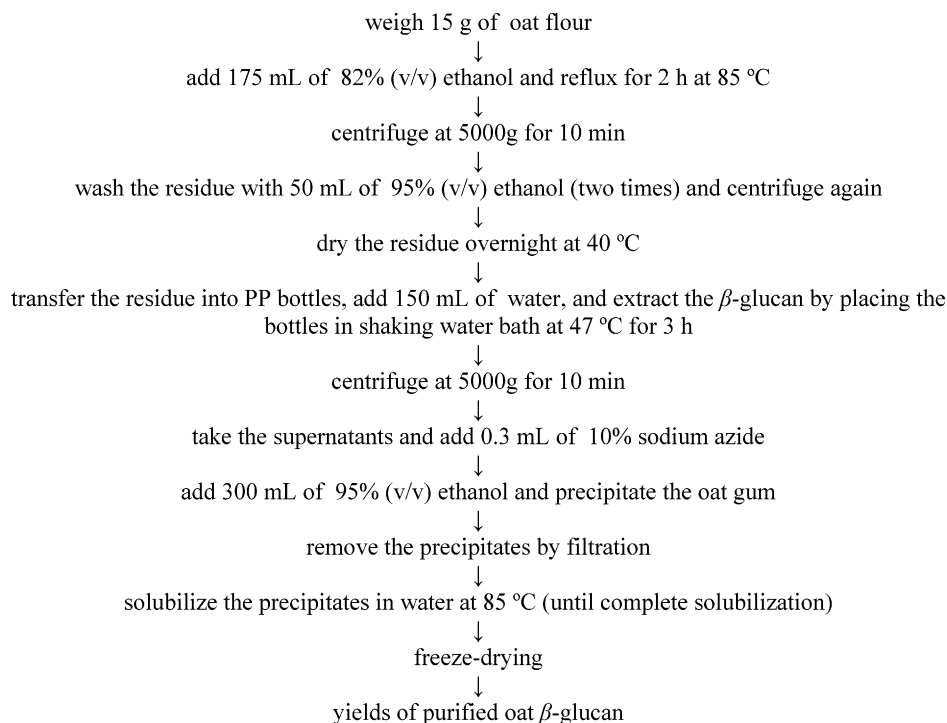 weigh 15 g of oat flour
↓
add 175 mL of 82% (v/v) ethanol and reflux for 2 h at 85 ºC
↓
centrifuge at 5000g for 10 min
↓
wash the residue with 50 mL of 95% (v/v) ethanol (two times) and centrifuge again
↓
dry the residue overnight at 40 ºC
↓
transfer the residue into PP bottles, add 150 mL of water, and extract the β-glucan by placing the
bottles in shaking water bath at 47 ºC for 3 h
↓
centrifuge at 5000g for 10 min
↓
take the supernatants and add 0.3 mL of 10% sodium azide
↓
add 300 mL of 95% (v/v) ethanol and precipitate the oat gum
↓
remove the precipitates by filtration
↓
solubilize the precipitates in water at 85 ºC (until complete solubilization)
↓
freeze-drying
↓
yields of purified oat β-glucan